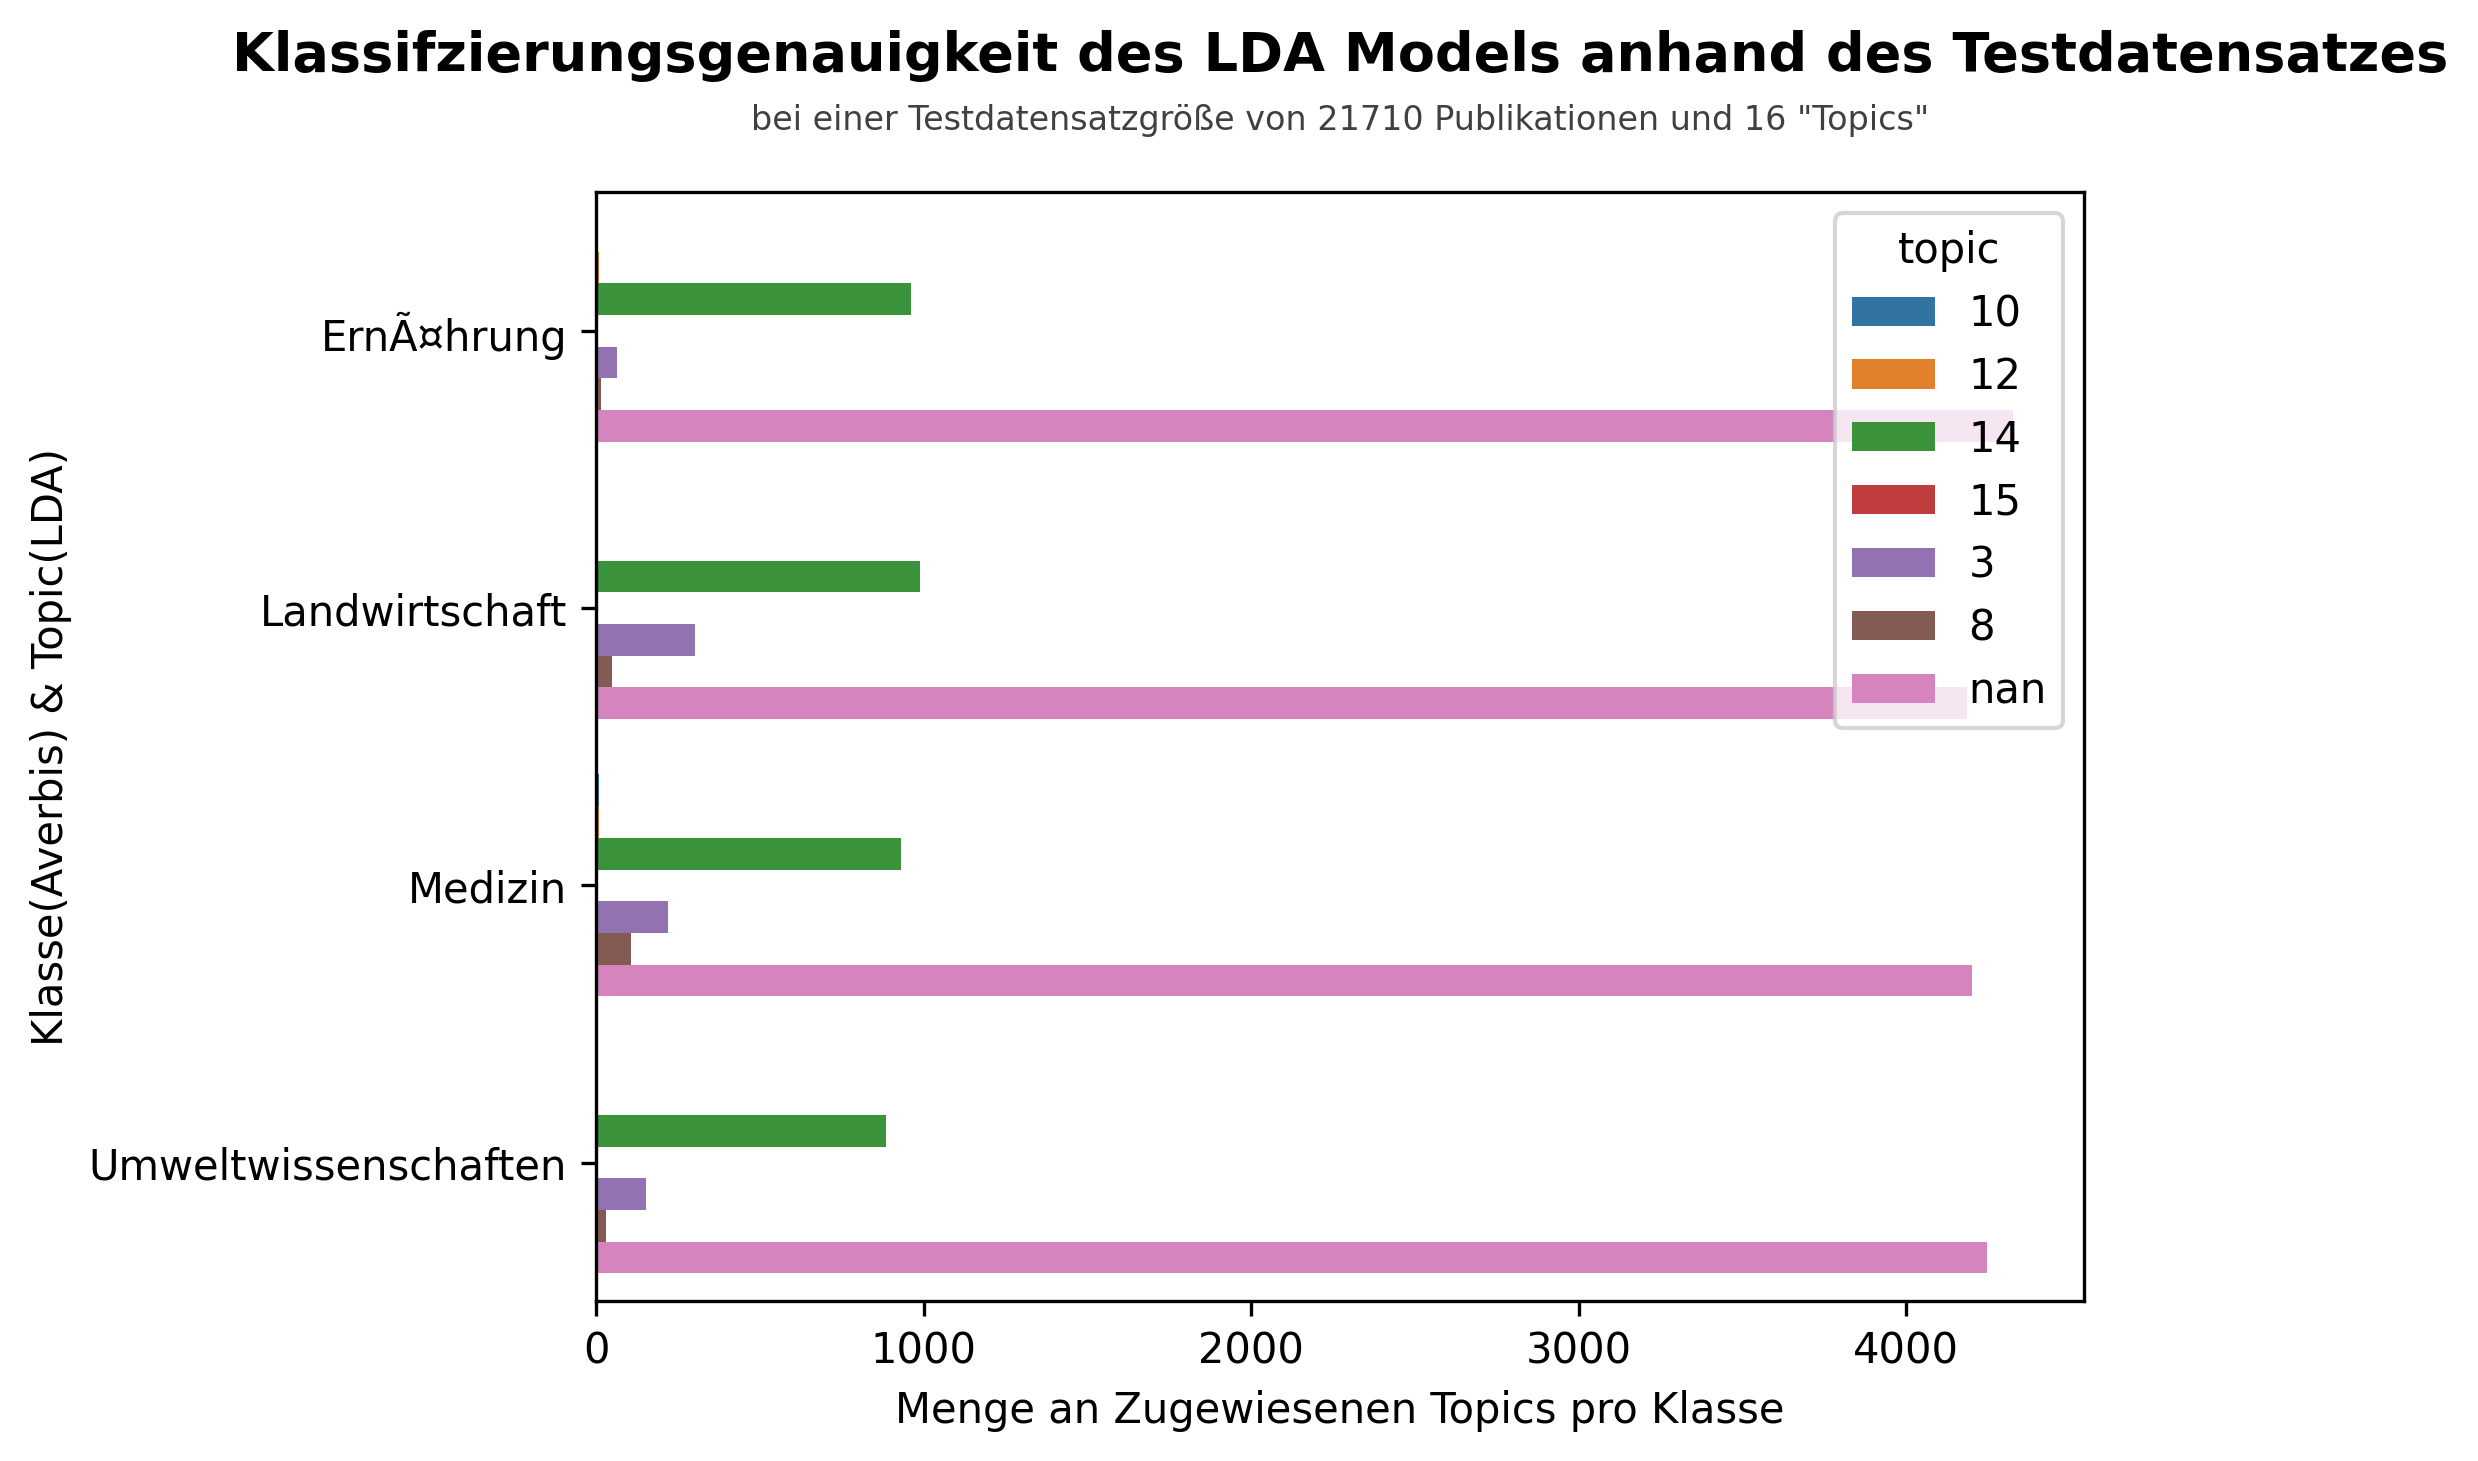 Klassifzierungsgenauigkeit des LDA Models anhand des Testdatensatzes
bei einer Testdatensatzgröße von 21710 Publikationen und 16 "Topics"
topic
10
12
14
15
3
8
nan
Klasse(Averbis) & Topic(LDA)
ErnÃ¤hrung
Landwirtschaft
Medizin
Umweltwissenschaften
0 1000 2000 3000 4000
Menge an Zugewiesenen Topics pro Klasse